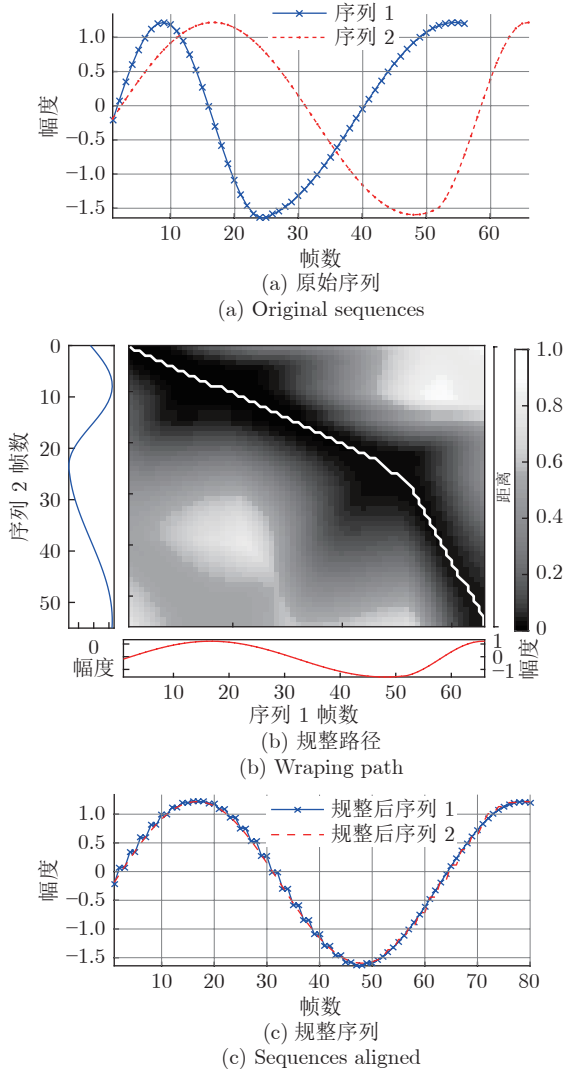 序列 1
序列 2
1.0
0.5
0
−0.5
−1.0
−1.5
幅度
10 20 30 40 50 60
帧数
(a) 原始序列
(a) Original sequences
0
10
20
30
40
50
序列 2 帧数
0
幅度
1.0
0.8
0.6
0.4
0.2
0
距离
1
0
−1
幅度
10 20 30 40 50 60
序列 1 帧数
(b) 规整路径
(b) Wraping path
规整后序列 1
规整后序列 2
1.0
0.5
0
−0.5
−1.0
−1.5
幅度
10 20 30 40 50 60 70 80
帧数
(c) 规整序列
(c) Sequences aligned